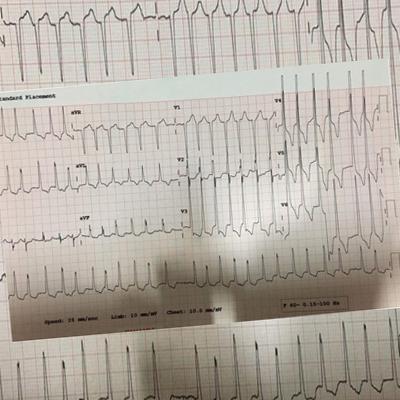 Standard Placement
aVR
V1
V4
aVL
V2
V5
aVF
V3
V6
Speed: 25 mm/sec Limb: 10 mm/mV Chest: 10.0 mm/mV
F 60~ 0.15-100 Hz